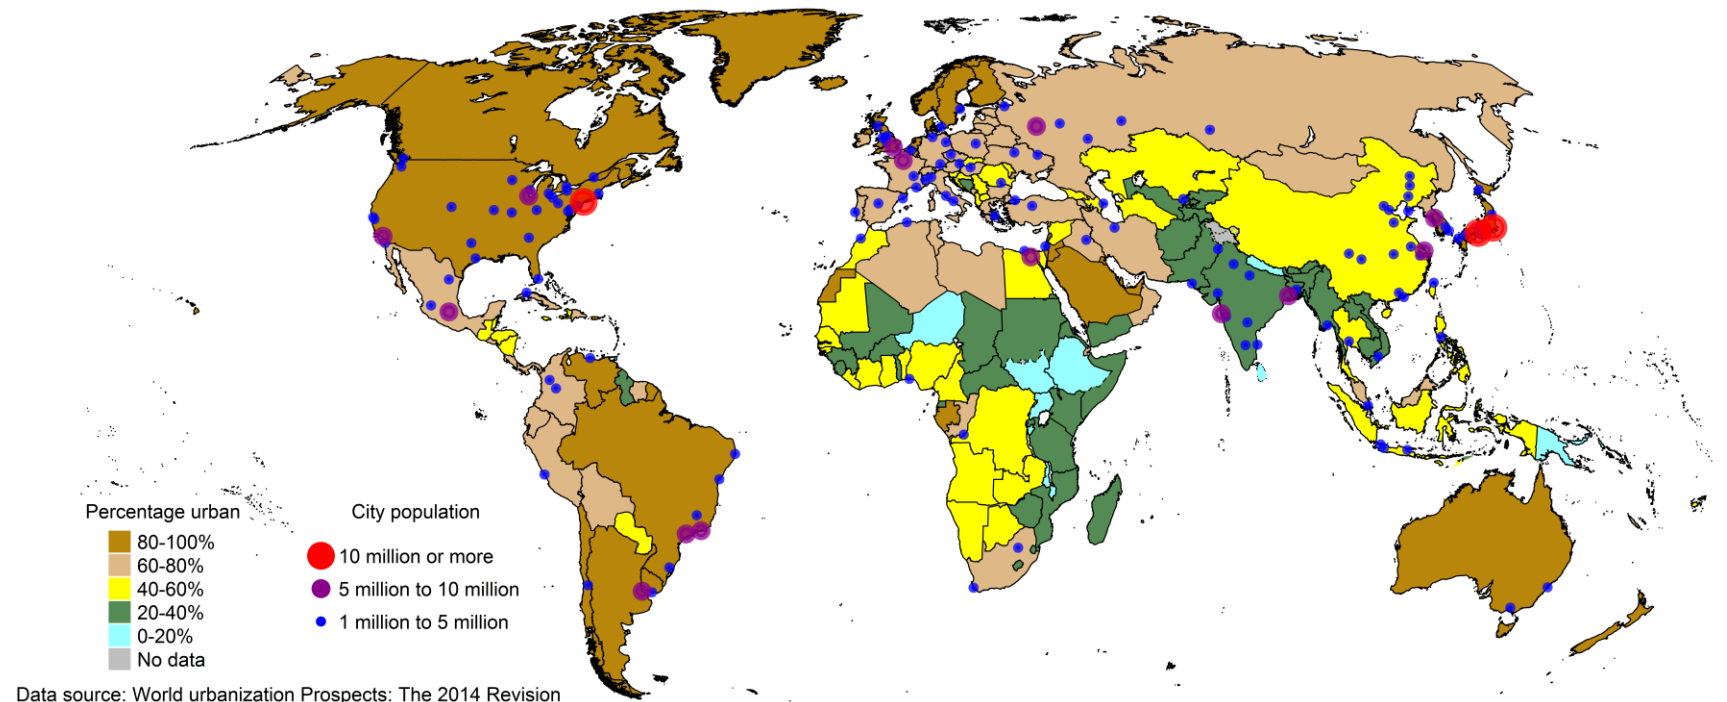 Percentage urban
80-100%
60-80%
40-60%
20-40%
0-20%
No data
City population
10 million or more
5 million to 10 million
1 million to 5 million
Data source: World urbanization Prospects: The 2014 Revision